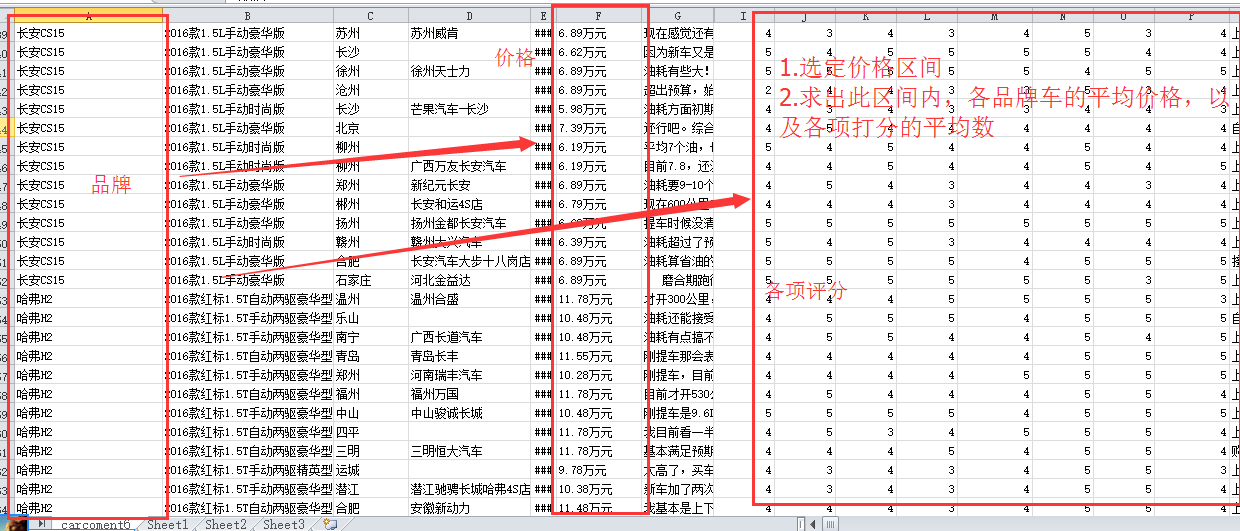 A B C D E F G I J K L M N O P
长安CS15 2016款1.5L手动豪华版 苏州 苏州威肯 ### 6.89万元 现在感觉还有 4 3 4 3 4 5 3 4
长安CS15 2016款1.5L手动豪华版 长沙 ### 6.62万元 因为新车又是
价格
长安CS15 2016款1.5L手动豪华版 徐州 徐州天士力 ### 6.89万元 油耗有些大! 5 5 4 5
1.选定价格区间
长安CS15 2016款1.5L手动豪华版 沧州 ### 6.89万元 超出预算，始 2
2.求出此区间内，各品牌车的平均价格，以
长安CS15 2016款1.5L手动时尚版 长沙 芒果汽车-长沙 ### 5.98万元 油耗方面初期 4
长安CS15 2016款1.5L手动豪华版 北京 ### 7.39万元 还行吧。综合 4
及各项打分的平均数
长安CS15 2016款1.5L手动时尚版 柳州 ### 6.19万元 平均7个油， 5 4 5 4 4 5 4 4
长安CS15 2016款1.5L手动时尚版 柳州 广西万友长安汽车 ### 6.19万元 目前7.8，还 4 4 5 4 4 4 4 5
品牌
长安CS15 2016款1.5L手动豪华版 郑州 新纪元长安 ### 6.89万元 油耗要9-10个 4 5 4 3 4 4 3 4
长安CS15 2016款1.5L手动豪华版 郴州 长安和运4S店 ### 6.79万元 现在600公里 4 4 3 4 4 4 4
长安CS15 2016款1.5L手动豪华版 扬州 扬州金都长安汽车 ### 提车时候没清 5 5 5 5 5 5 5 5
长安CS15 2016款1.5L手动时尚版 赣州 赣州大兴汽车 ### 6.39万元 油耗超过了预 5 4 5 3 4 4 4 4
长安CS15 2016款1.5L手动豪华版 合肥 长安汽车大步十八岗店 ### 6.89万元 油耗算省油的 5 5 5 5 5 5 5 5
长安CS15 2016款1.5L手动豪华版 石家庄 河北金益达 ### 6.89万元 磨合期跑 5 5 5 5 5 5 5
各项评分
哈弗H2 2016款红标1.5T自动两驱豪华型 温州 温州合盛 ### 11.78万元 才开300公里， 4 4 4 5 5 5 5 3
哈弗H2 2016款红标1.5T手动两驱豪华型 乐山 ### 10.48万元 油耗还能接受 4 5 5 5 5 5 5 5
哈弗H2 2016款红标1.5T手动两驱豪华型 南宁 广西长道汽车 ### 10.48万元 油耗有点搞不 4 5 5 4 4 5 4 5
哈弗H2 2016款红标1.5T自动两驱豪华型 青岛 青岛长丰 ### 11.55万元 刚提车那会表 4 4 4 4 4 5 5 4
哈弗H2 2016款红标1.5T手动两驱豪华型 郑州 河南瑞丰汽车 ### 10.28万元 刚提车，目前 4 4 4 4 5 5 5 4
哈弗H2 2016款红标1.5T自动两驱豪华型 福州 福州万国 ### 11.78万元 目前才开530 4 5 5 4 4 5 5 4
哈弗H2 2016款红标1.5T手动两驱豪华型 中山 中山骏诚长城 ### 10.48万元 刚提车是9.6 5 5 5 5 4 5 5 4
哈弗H2 2016款红标1.5T自动两驱豪华型 四平 ### 11.78万元 我目前看一半 4 5 3 4 4 5 5 4
哈弗H2 2016款红标1.5T自动两驱豪华型 三明 三明恒大汽车 ### 11.78万元 基本满足预期 4 4 4 5 4 5 5 4
哈弗H2 2016款红标1.5T手动两驱精英型 运城 ### 9.78万元 太高了，买车 4 3 4 3 4 5 5 3
哈弗H2 2016款红标1.5T手动两驱豪华型 潜江 潜江驰骋长城哈弗4S店 ### 10.38万元 新车加了两次 4 3 4 3 4 5 5 4
哈弗H2 2016款红标1.5T自动两驱豪华型 合肥 安徽新动力 ### 11.48万元 我基本是上下 4 4 4 4 4 5 5 4
carcoment6 Sheet1 Sheet2 Sheet3